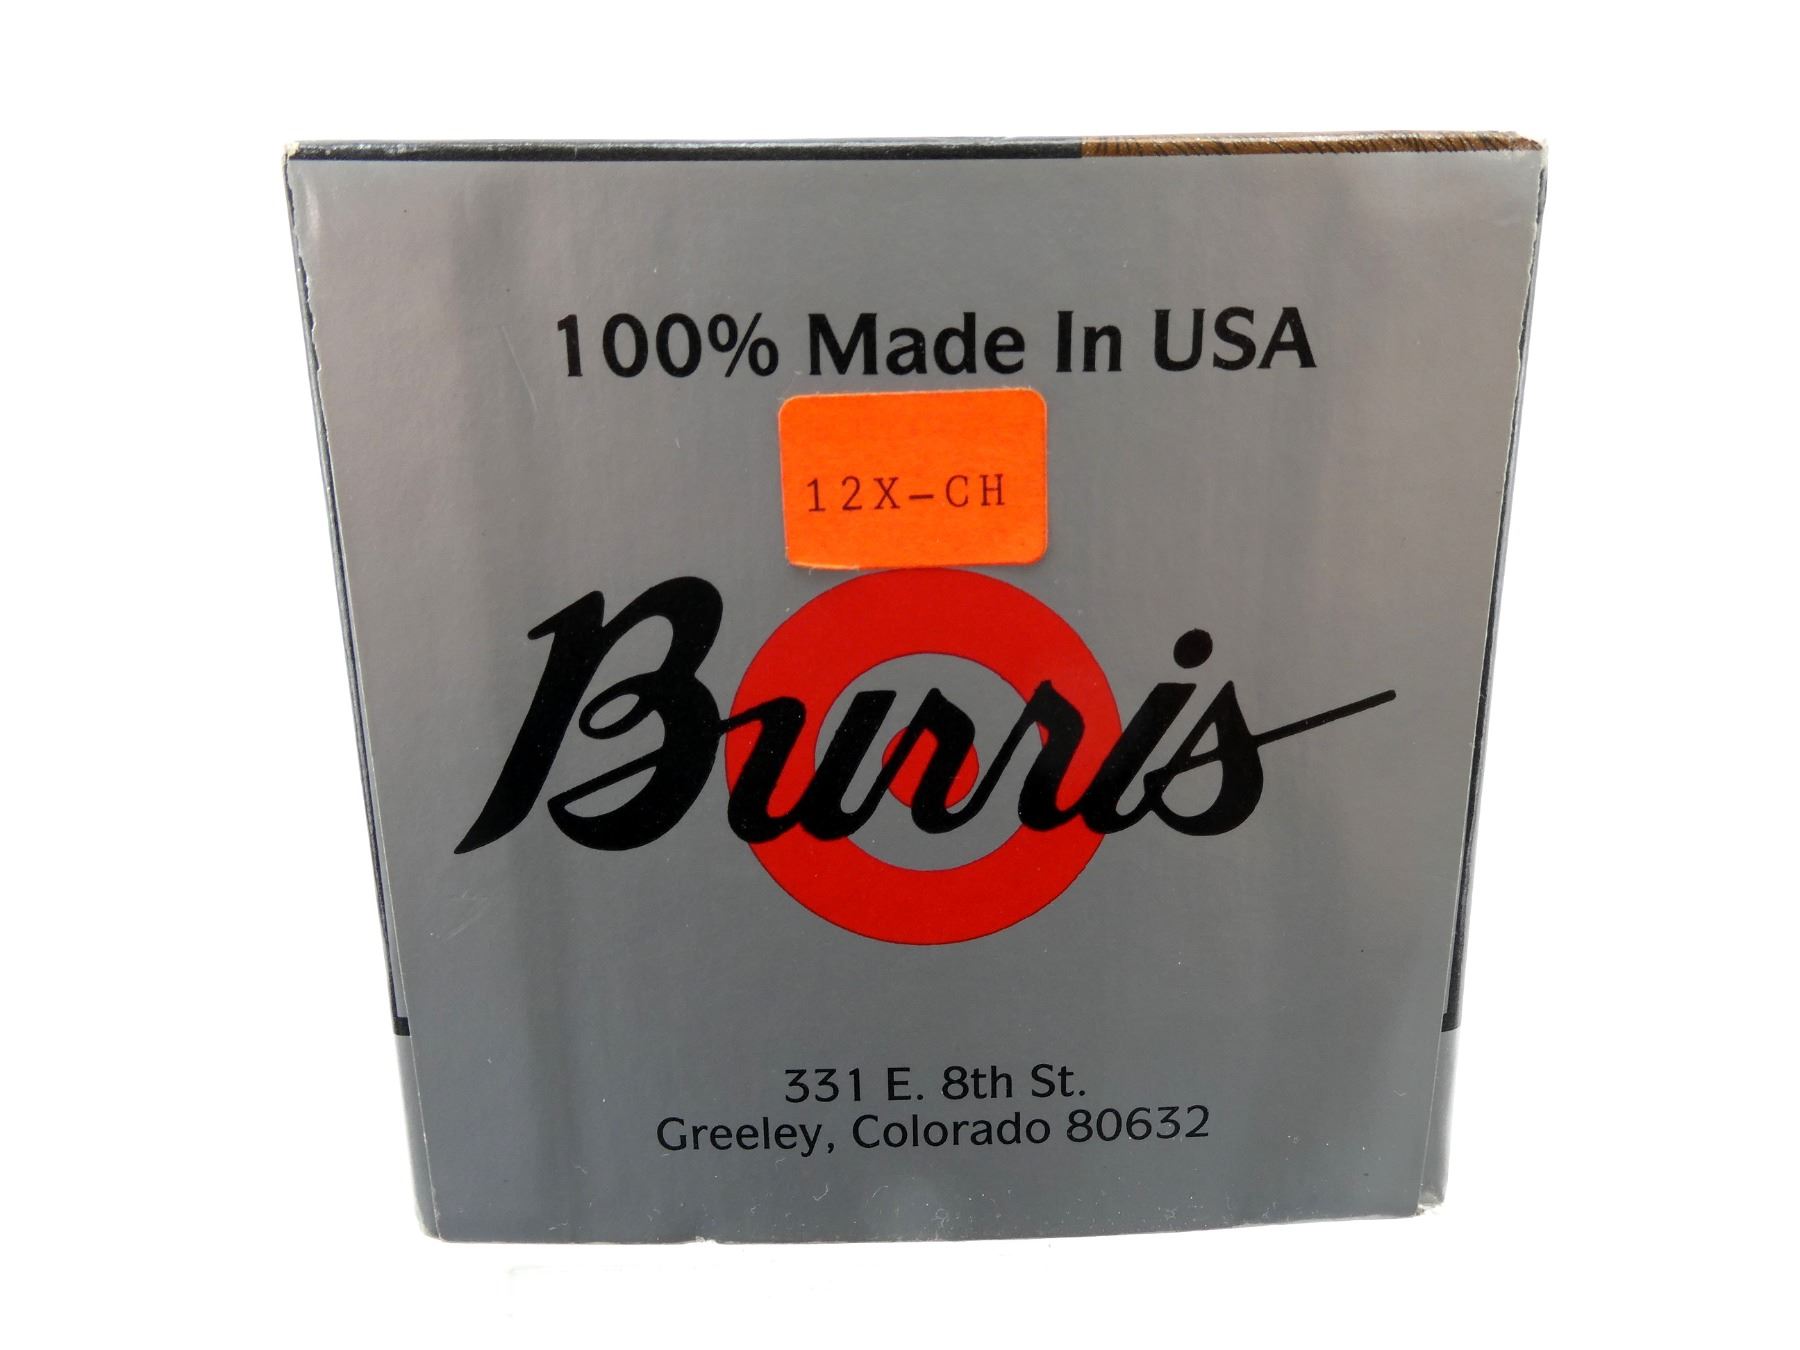 100% Made In USA
12X-CH
Burris
331 E. 8th St.
Greeley, Colorado 80632